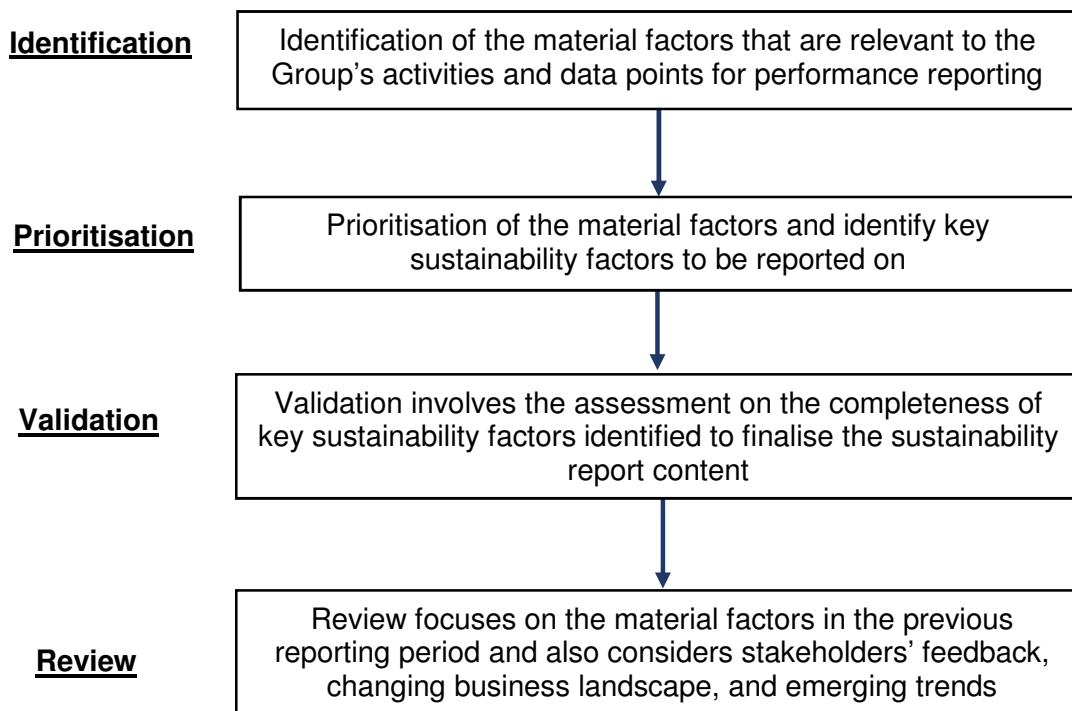 Identification
Identification of the material factors that are relevant to the
Group’s activities and data points for performance reporting
Prioritisation
Prioritisation of the material factors and identify key
sustainability factors to be reported on
Validation
Validation involves the assessment on the completeness of
key sustainability factors identified to finalise the sustainability
report content
Review
Review focuses on the material factors in the previous
reporting period and also considers stakeholders’ feedback,
changing business landscape, and emerging trends